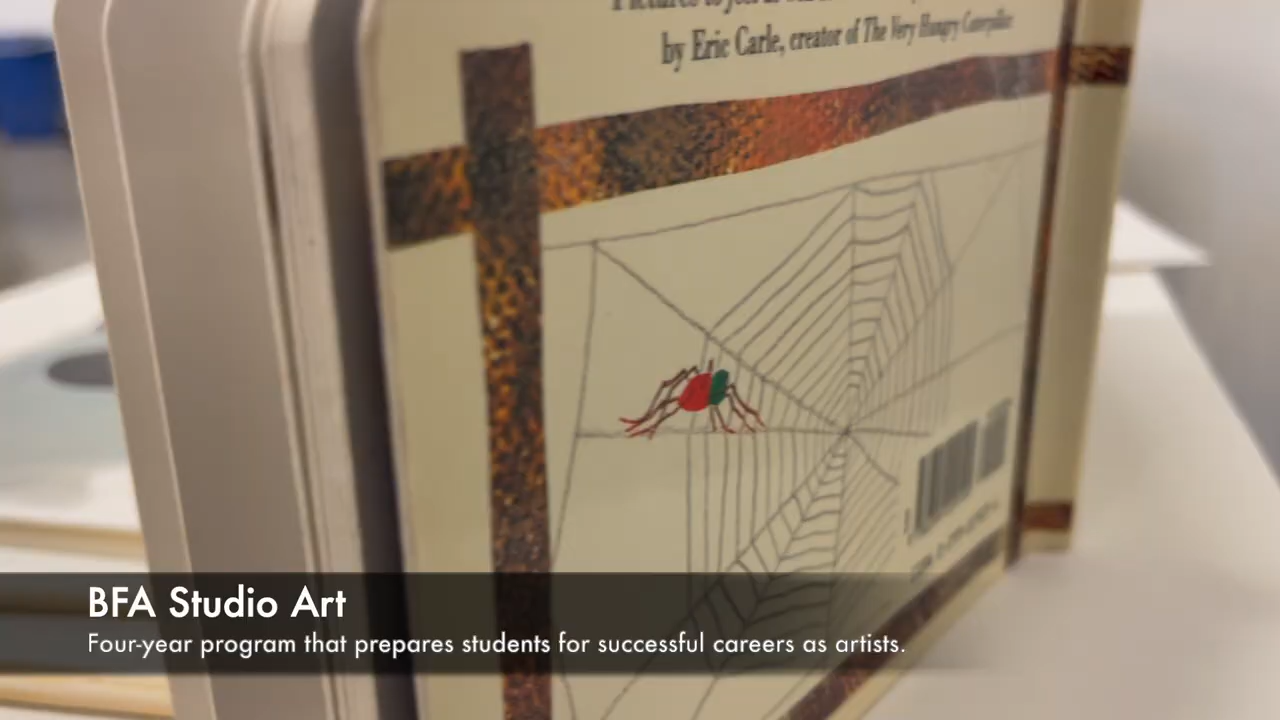 by Eric Carle, creator of The Very Hungry Caterpillar
BFA Studio Art
Four-year program that prepares students for successful careers as artists.